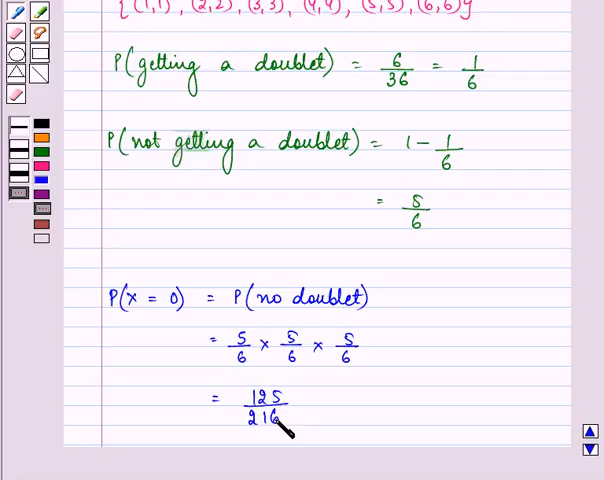 {(1,1), (2,2), (3,3), (4,4), (5,5), (6,6)}
P(getting a doublet) = 6/36 = 1/6
P(not getting a doublet) = 1 - 1/6
= 5/6
P(x = 0) = P(no doublet)
= 5/6 × 5/6 × 5/6
= 125/216